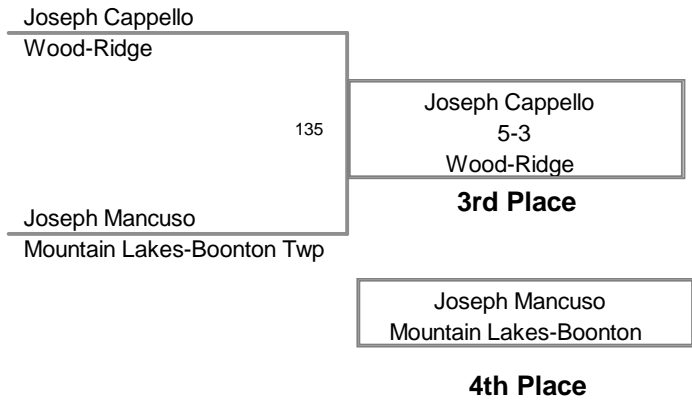 Joseph Cappello
Wood-Ridge
135
Joseph Cappello
5-3
Wood-Ridge
3rd Place
Joseph Mancuso
Mountain Lakes-Boonton Twp
Joseph Mancuso
Mountain Lakes-Boonton
4th Place